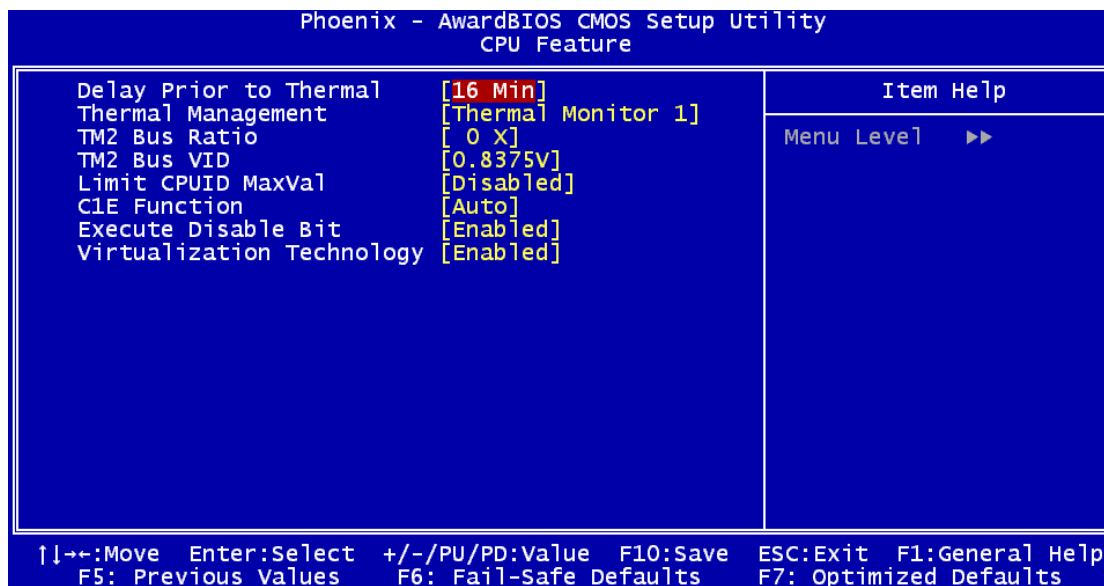 Phoenix - AwardBIOS CMOS Setup Utility
CPU Feature
Delay Prior to Thermal [16 Min]
Thermal Management [Thermal Monitor 1]
TM2 Bus Ratio [ 0 X]
TM2 Bus VID [0.8375V]
Limit CPUID MaxVal [Disabled]
C1E Function [Auto]
Execute Disable Bit [Enabled]
Virtualization Technology [Enabled]
Item Help
Menu Level ▶▶
↑↓→←:Move Enter:Select +/-/PU/PD:Value F10:Save ESC:Exit F1:General Help
F5: Previous Values F6: Fail-Safe Defaults F7: Optimized Defaults